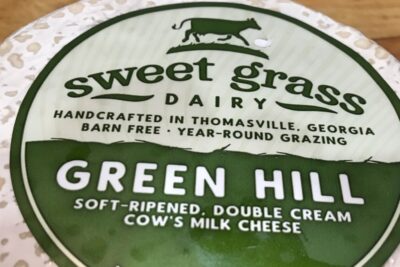 sweet grass
DAIRY
HANDCRAFTED IN THOMASVILLE, GEORGIA
BARN FREE · YEAR-ROUND GRAZING
GREEN HILL
SOFT-RIPENED, DOUBLE CREAM
COW'S MILK CHEESE